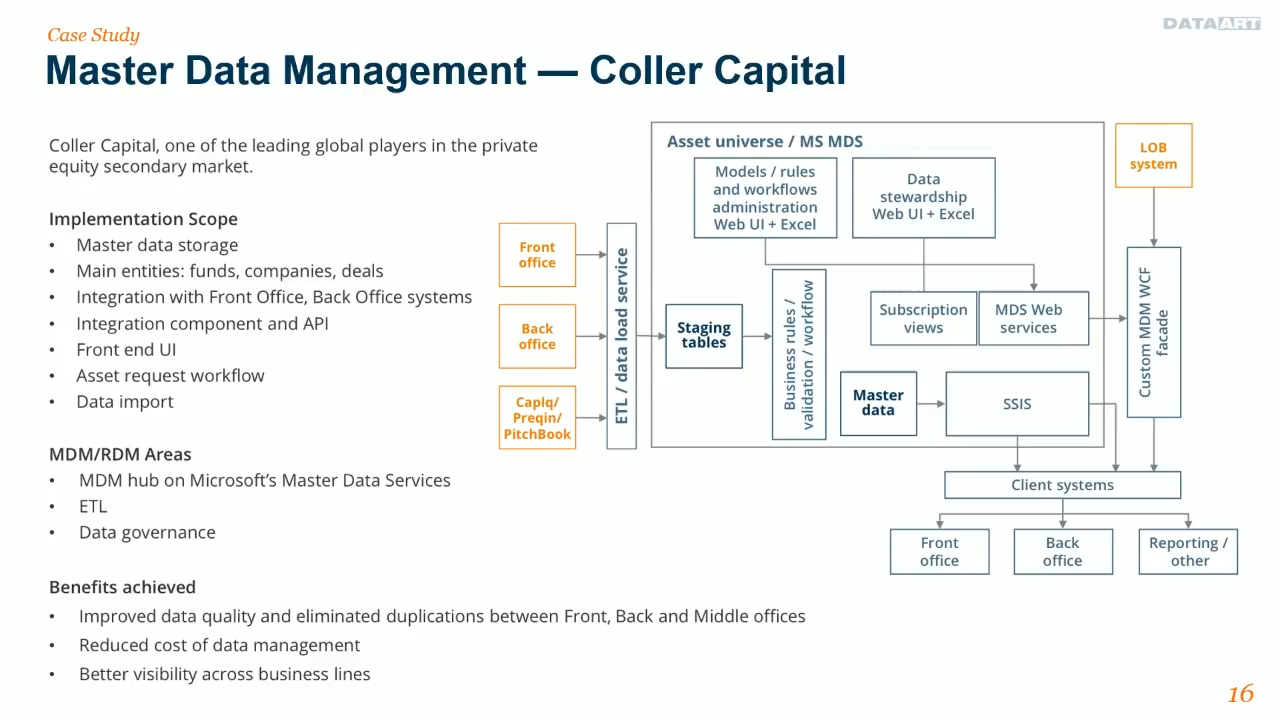 Case Study
DATAART
Master Data Management — Coller Capital
Coller Capital, one of the leading global players in the private
equity secondary market.
Implementation Scope
• Master data storage
• Main entities: funds, companies, deals
• Integration with Front Office, Back Office systems
• Integration component and API
• Front end UI
• Asset request workflow
• Data import
MDM/RDM Areas
• MDM hub on Microsoft’s Master Data Services
• ETL
• Data governance
Benefits achieved
• Improved data quality and eliminated duplications between Front, Back and Middle offices
• Reduced cost of data management
• Better visibility across business lines
Front
office
Back
office
CapIq/
Preqin/
PitchBook
ETL / data load service
Asset universe / MS MDS
Models / rules
and workflows
administration
Web UI + Excel
Data
stewardship
Web UI + Excel
Staging
tables
Business rules /
validation / workflow
Subscription
views
MDS Web
services
Master
data
SSIS
LOB
system
Custom MDM WCF
facade
Client systems
Front
office
Back
office
Reporting /
other
16